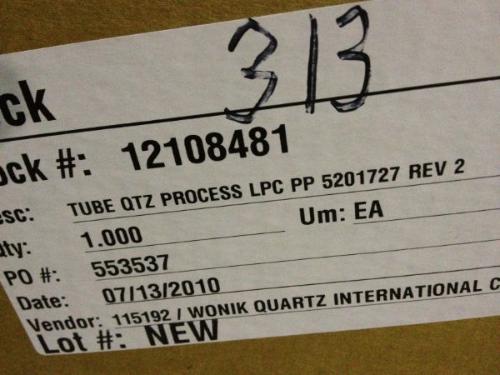 313
ck
ock #: 12108481
esc: TUBE QTZ PROCESS LPC PP 5201727 REV 2
Qty: 1.000 Um: EA
PO #: 553537
Date: 07/13/2010
Vendor: 115192 / WONIK QUARTZ INTERNATIONAL C
Lot #: NEW